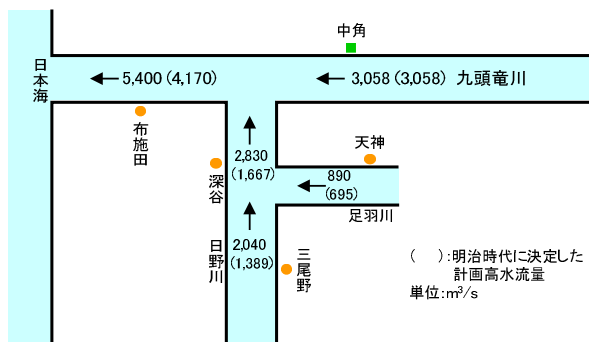 中角
日本海
5,400 (4,170)
3,058 (3,058) 九頭竜川
布施田
天神
2,830
(1,667)
深谷
890
(695)
足羽川
日野川
2,040
(1,389)
三尾野
(　):明治時代に決定した
計画高水流量
単位:m³/s